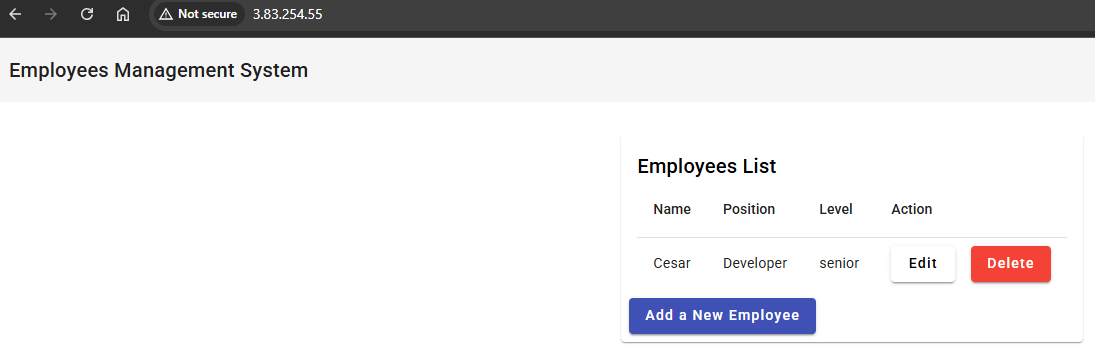 Not secure 3.83.254.55
Employees Management System
Employees List
Name Position Level Action
Cesar Developer senior Edit Delete
Add a New Employee